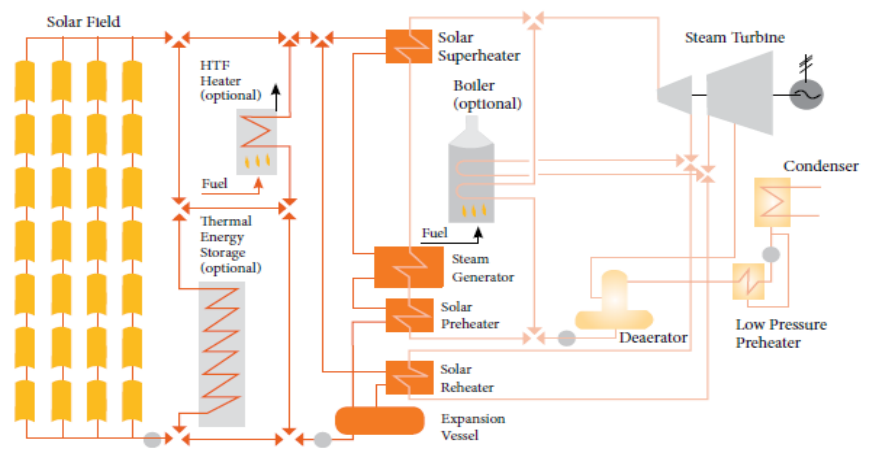 Solar Field
HTF
Heater
(optional)
Fuel
Thermal
Energy
Storage
(optional)
Solar
Superheater
Boiler
(optional)
Fuel
Steam
Generator
Solar
Preheater
Solar
Reheater
Expansion
Vessel
Steam Turbine
Condenser
Low Pressure
Preheater
Deaerator